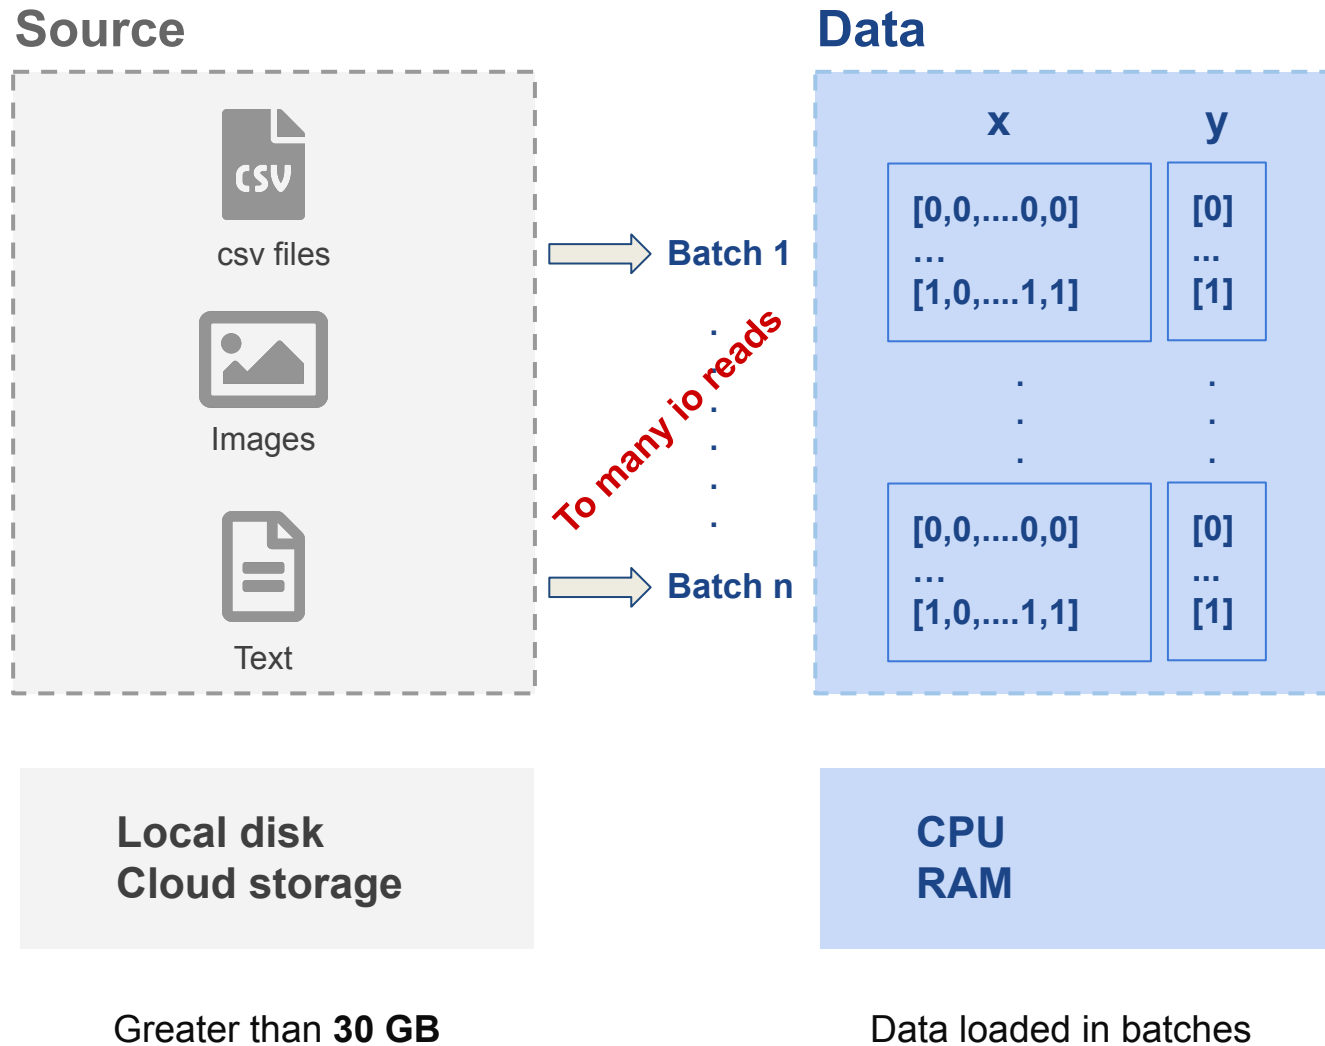 Source
CSV
csv files
Images
Text
Local disk
Cloud storage
Greater than 30 GB
Batch 1
.
.
.
.
.
.
To many io reads
Batch n
Data
x
y
[0,0,....0,0]
...
[1,0,....1,1]
[0]
...
[1]
.
.
.
.
.
.
[0,0,....0,0]
...
[1,0,....1,1]
[0]
...
[1]
CPU
RAM
Data loaded in batches